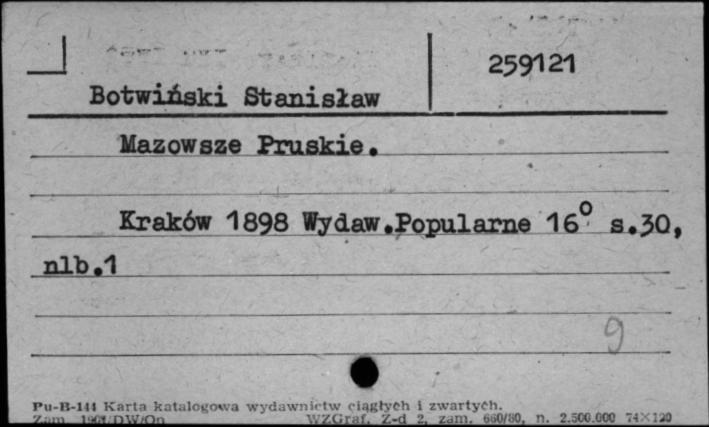 259121
Botwiński Stanisław
Mazowsze Pruskie.
Kraków 1898 Wydaw.Popularne 16° s.30,
nlb.1
9
Pu-B-144 Karta katalogowa wydawnictw ciągłych i zwartych.
Zam. WZGraf. Z-d 2, zam. 660/80, n. 2.500.000 74×120